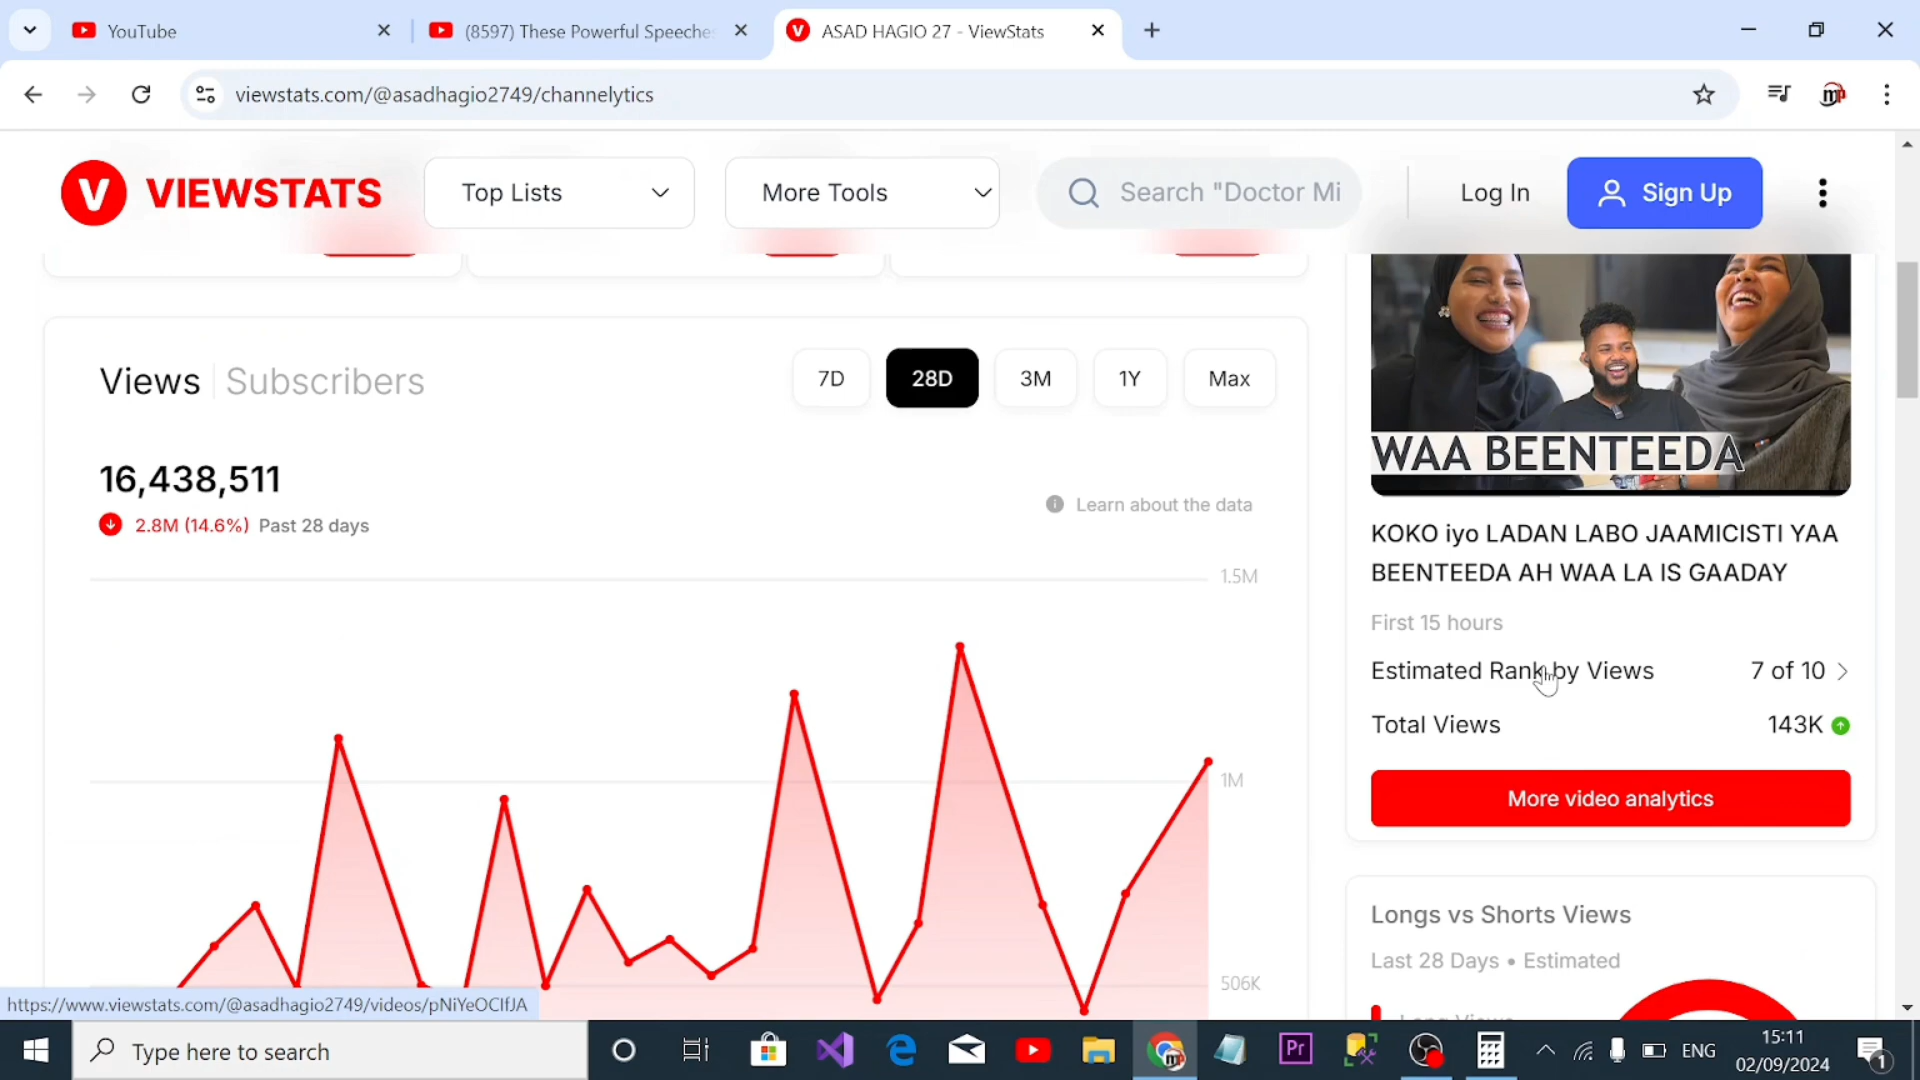 YouTube
(8597) These Powerful Speeches
ASAD HAGIO 27 - ViewStats
viewstats.com/@asadhagio2749/channelytics
V VIEWSTATS
Top Lists
More Tools
Search "Doctor Mi
Log In
Sign Up
Views
Subscribers
7D
28D
3M
1Y
Max
16,438,511
2.8M (14.6%) Past 28 days
Learn about the data
1.5M
1M
506K
WAA BEENTEEDA
KOKO iyo LADAN LABO JAAMICISTI YAA
BEENTEEDA AH WAA LA IS GAADAY
First 15 hours
Estimated Rank by Views
7 of 10
Total Views
143K
More video analytics
Longs vs Shorts Views
Last 28 Days • Estimated
Long Views
https://www.viewstats.com/@asadhagio2749/videos/pNiYeOCIfJA
Type here to search
Pr
ENG
15:11
02/09/2024
1